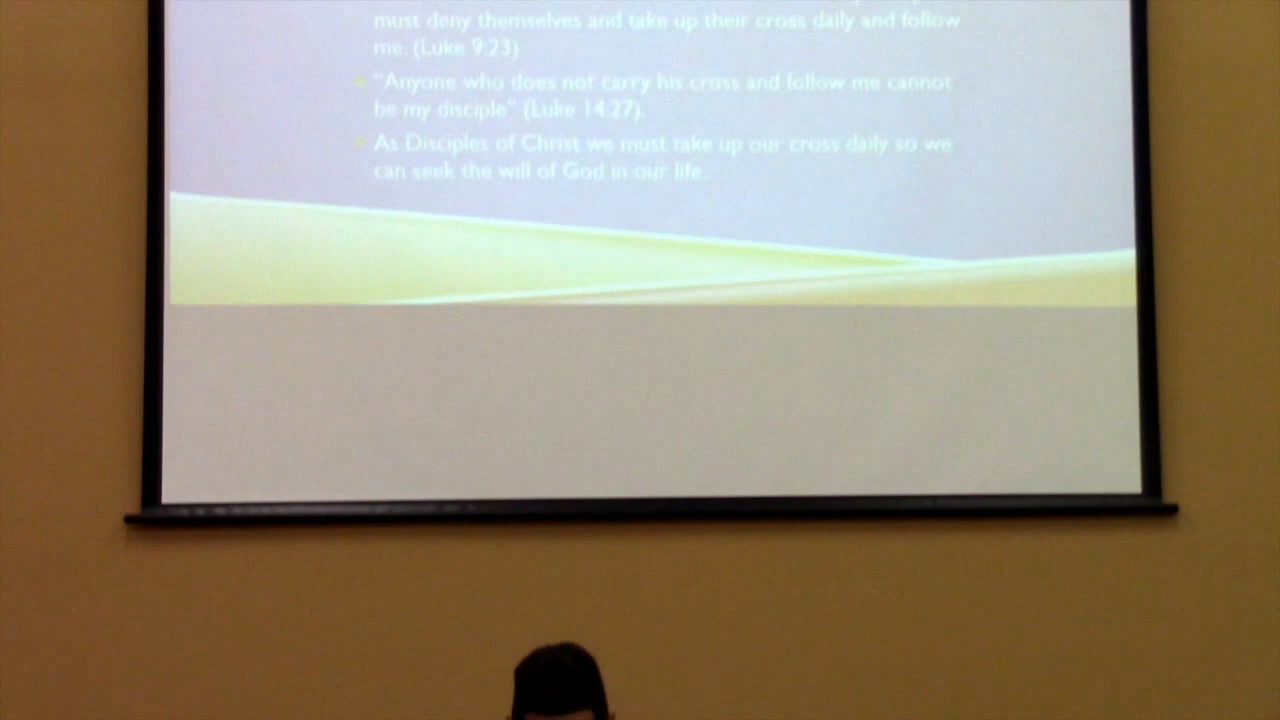 must deny themselves and take up their cross daily and follow
me. (Luke 9:23)
"Anyone who does not carry his cross and follow me cannot
be my disciple" (Luke 14:27).
As Disciples of Christ we must take up our cross daily so we
can seek the will of God in our life.